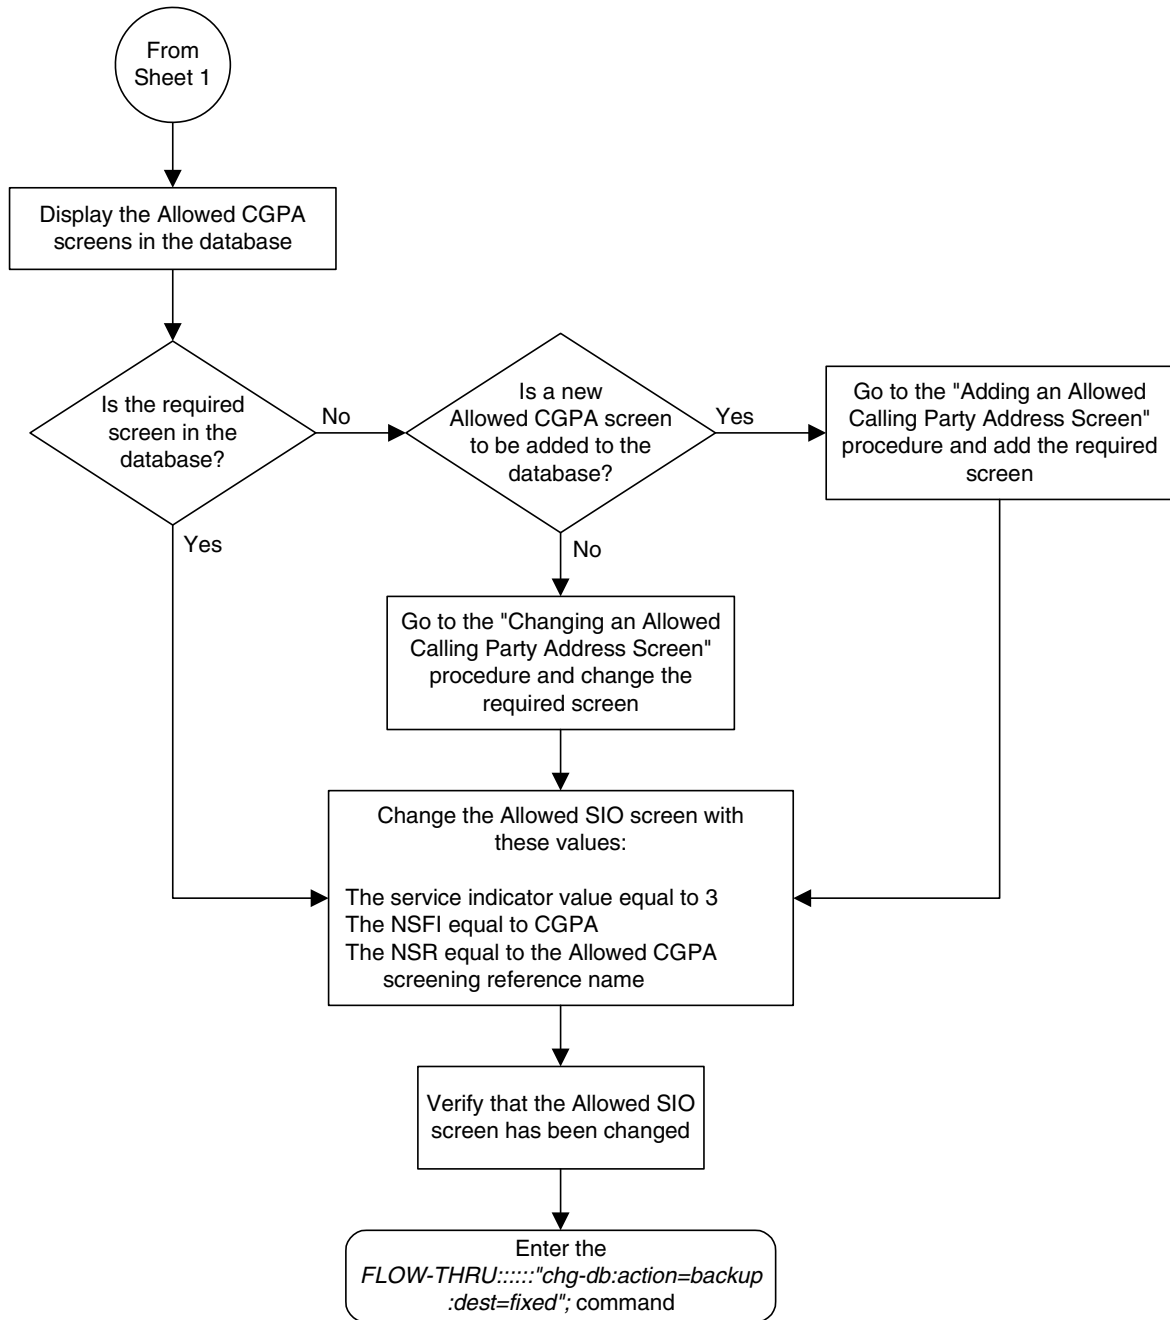 From
Sheet 1
Display the Allowed CGPA
screens in the database
Is the required
screen in the
database?
No
Yes
Is a new
Allowed CGPA screen
to be added to the
database?
Yes
No
Go to the "Adding an Allowed
Calling Party Address Screen"
procedure and add the required
screen
Go to the "Changing an Allowed
Calling Party Address Screen"
procedure and change the
required screen
Change the Allowed SIO screen with
these values:
The service indicator value equal to 3
The NSFI equal to CGPA
The NSR equal to the Allowed CGPA
screening reference name
Verify that the Allowed SIO
screen has been changed
Enter the
FLOW-THRU::::::"chg-db:action=backup
:dest=fixed"; command